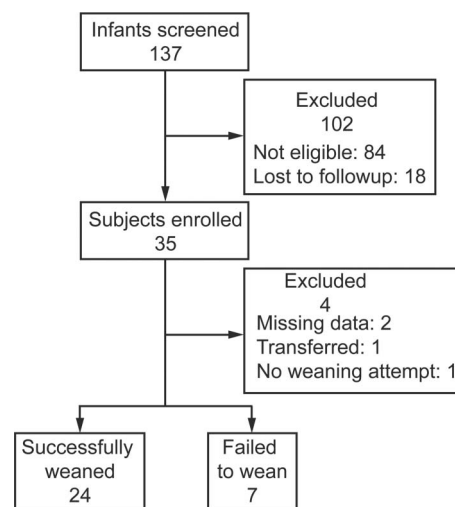 Infants screened
137
Excluded
102
Not eligible: 84
Lost to followup: 18
Subjects enrolled
35
Excluded
4
Missing data: 2
Transferred: 1
No weaning attempt: 1
Successfully
weaned
24
Failed
to wean
7